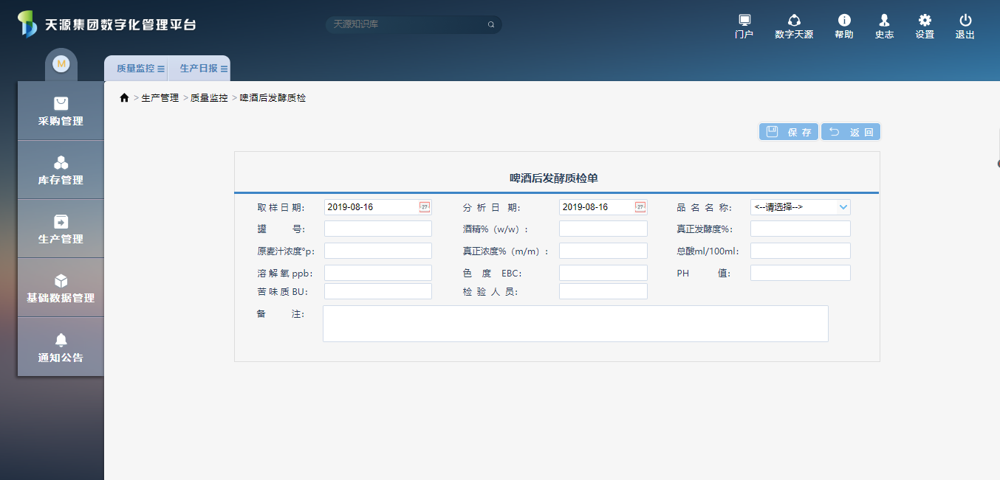 天源集团数字化管理平台
天源知识库
门户 数字天源 帮助 史志 设置 退出
M
质量监控 生产日报
> 生产管理 > 质量监控 > 啤酒后发酵质检
采购管理
库存管理
生产管理
基础数据管理
通知公告
保存 返回
啤酒后发酵质检单
取样日期: 2019-08-16 27 分析日期: 2019-08-16 27 品名名称: <--请选择-->
罐号: 酒精%（w/w）: 真正发酵度%:
原麦汁浓度°p: 真正浓度%（m/m）: 总酸ml/100ml:
溶解氧ppb: 色度 EBC: PH 值:
苦味质BU: 检验人员:
备注: